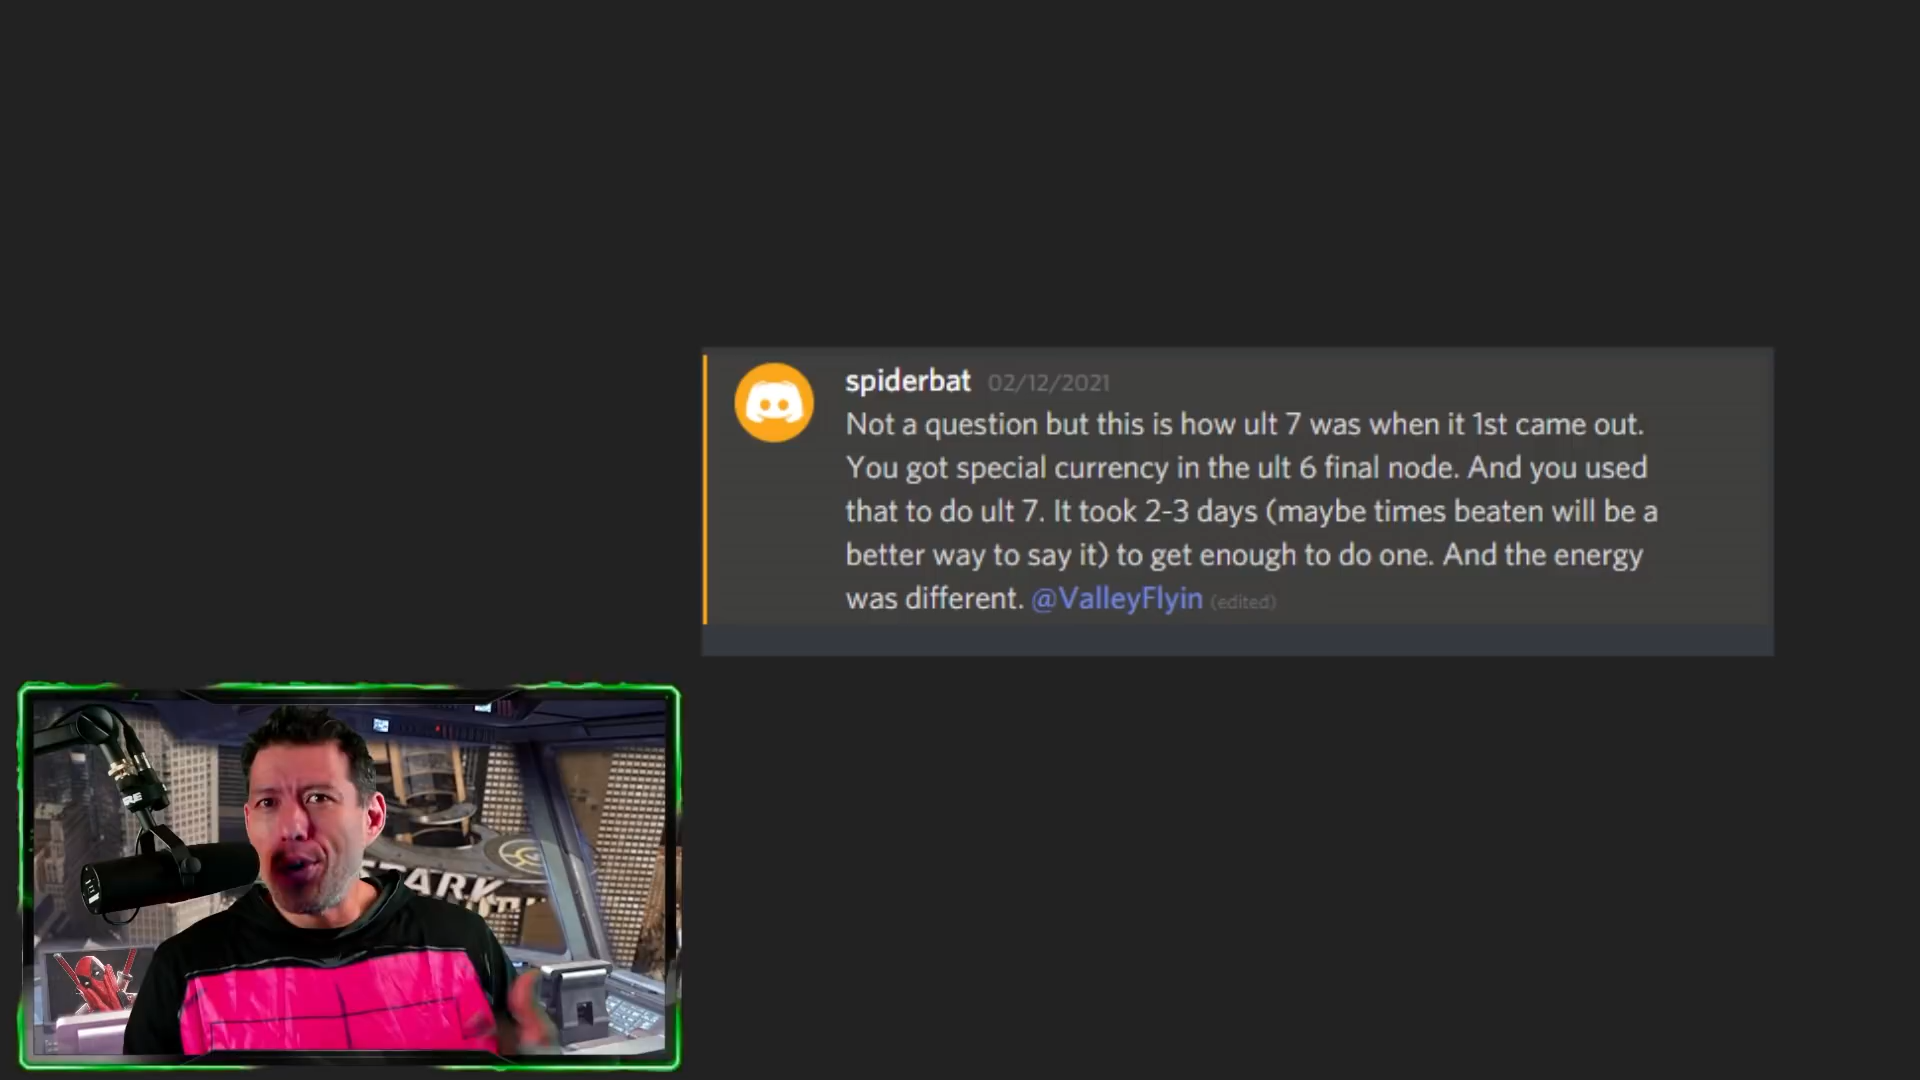 spiderbat 02/12/2021
Not a question but this is how ult 7 was when it 1st came out.
You got special currency in the ult 6 final node. And you used
that to do ult 7. It took 2-3 days (maybe times beaten will be a
better way to say it) to get enough to do one. And the energy
was different. @ValleyFlyin (edited)